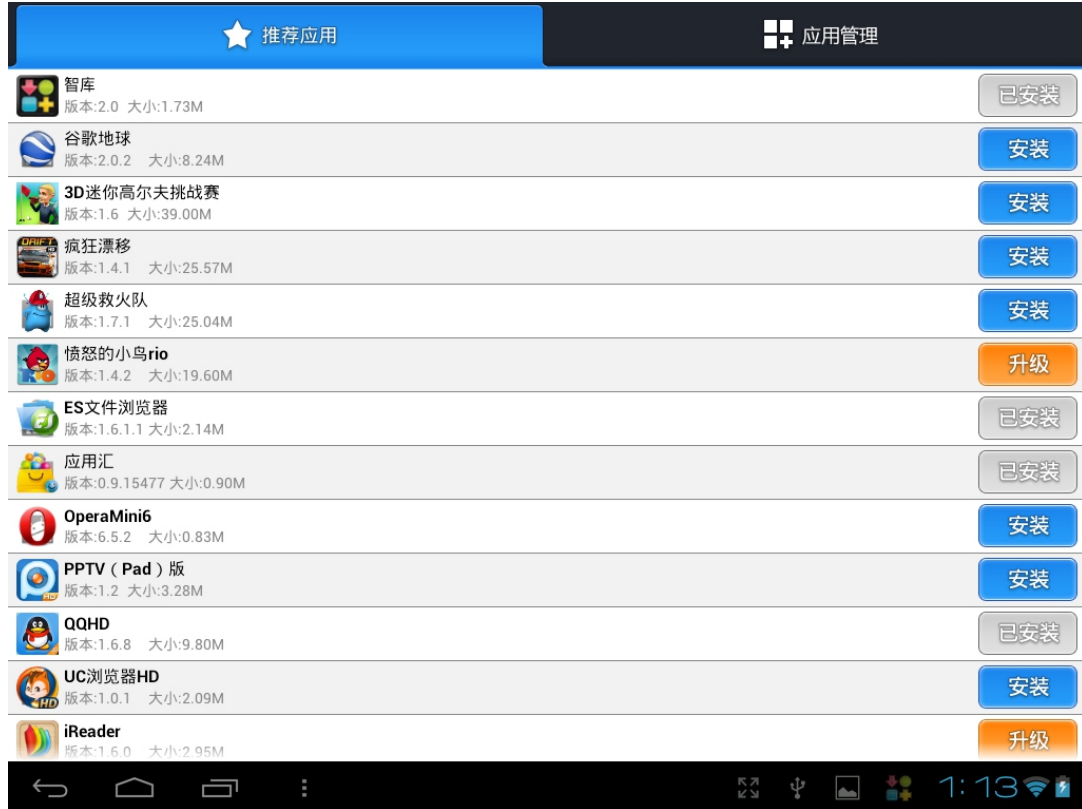 推荐应用
应用管理
智库
版本:2.0 大小:1.73M
已安装
谷歌地球
版本:2.0.2 大小:8.24M
安装
3D迷你高尔夫挑战赛
版本:1.6 大小:39.00M
安装
疯狂漂移
版本:1.4.1 大小:25.57M
安装
超级救火队
版本:1.7.1 大小:25.04M
安装
愤怒的小鸟rio
版本:1.4.2 大小:19.60M
升级
ES文件浏览器
版本:1.6.1.1 大小:2.14M
已安装
应用汇
版本:0.9.15477 大小:0.90M
已安装
OperaMini6
版本:6.5.2 大小:0.83M
安装
PPTV（Pad）版
版本:1.2 大小:3.28M
安装
QQHD
版本:1.6.8 大小:9.80M
已安装
UC浏览器HD
版本:1.0.1 大小:2.09M
安装
iReader
版本:1.6.0 大小:2.95M
升级
1:13